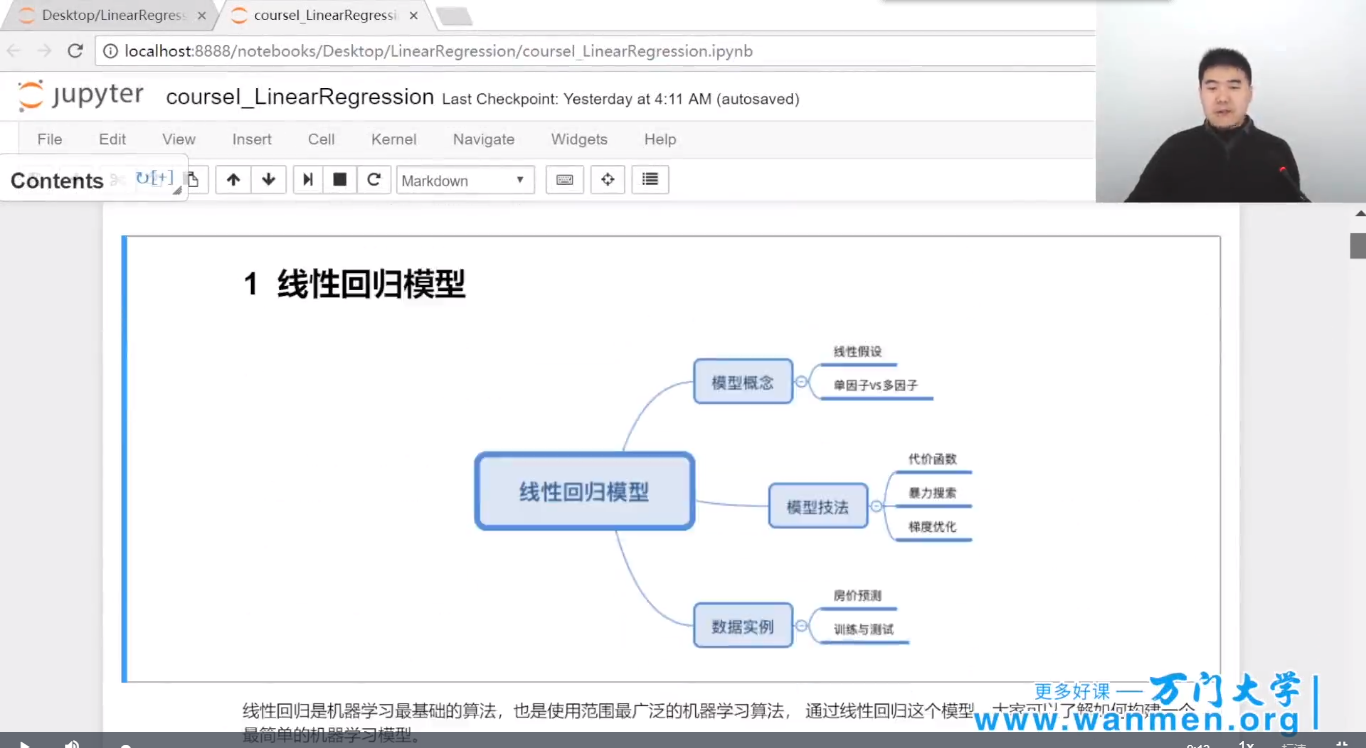 Desktop/LinearRegress
courseI_LinearRegressi
localhost:8888/notebooks/Desktop/LinearRegression/courseI_LinearRegression.ipynb
jupyter courseI_LinearRegression Last Checkpoint: Yesterday at 4:11 AM (autosaved)
File Edit View Insert Cell Kernel Navigate Widgets Help
Contents [+] Markdown
1 线性回归模型
线性假设
模型概念
单因子vs多因子
代价函数
线性回归模型
暴力搜索
模型技法
梯度优化
房价预测
数据实例
训练与测试
更多好课 — 万门大学
www.wanmen.org
线性回归是机器学习最基础的算法，也是使用范围最广泛的机器学习算法， 通过线性回归这个模型，大家可以了解如何构建一个
最简单的机器学习模型。
1x